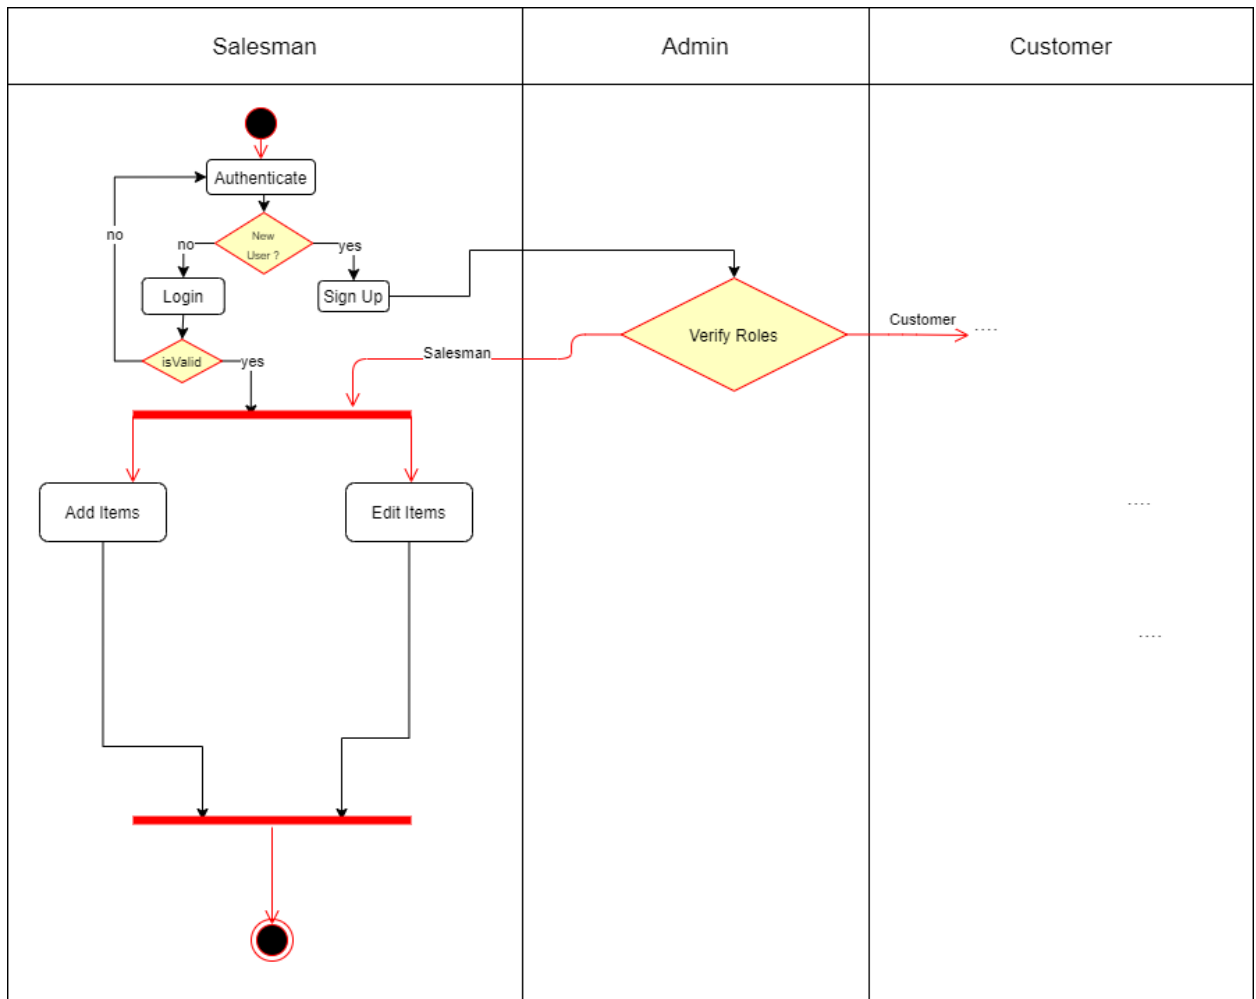 Salesman
Admin
Customer
Authenticate
no
New
User ?
no
yes
Login
Sign Up
Customer
....
Verify Roles
Salesman
isValid
yes
....
Add Items
Edit Items
....